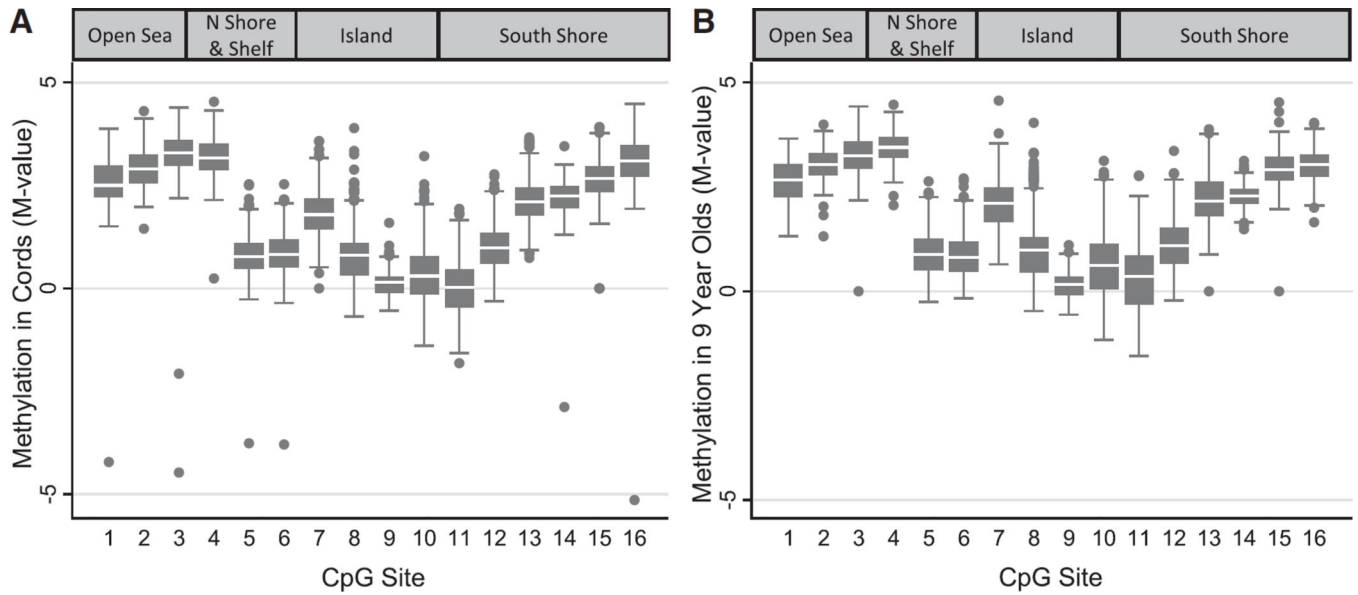 A
Open Sea
N Shore
& Shelf
Island
South Shore
Methylation in Cords (M-value)
5
0
-5
1 2 3 4 5 6 7 8 9 10 11 12 13 14 15 16
CpG Site
B
Open Sea
N Shore
& Shelf
Island
South Shore
Methylation in 9 Year Olds (M-value)
5
0
-5
1 2 3 4 5 6 7 8 9 10 11 12 13 14 15 16
CpG Site